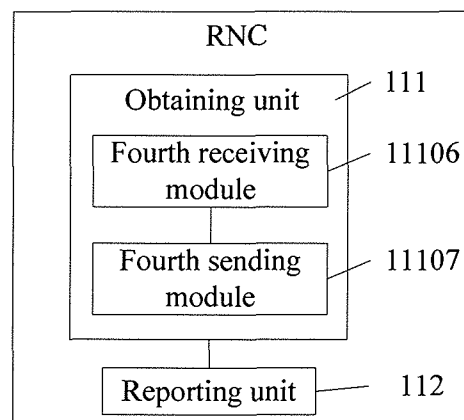 RNC
Obtaining unit
111
Fourth receiving
module
11106
Fourth sending
module
11107
Reporting unit
112